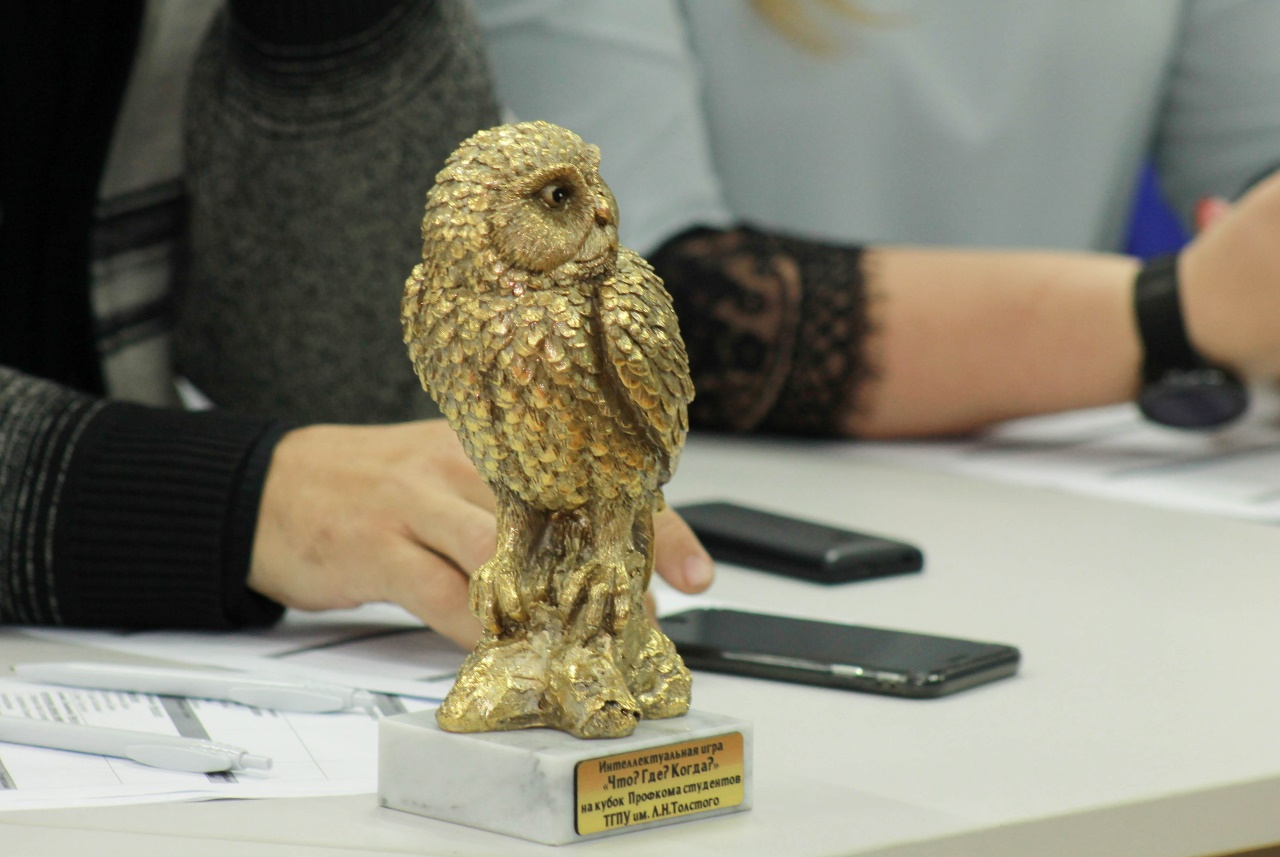 Интеллектуальная игра
«Что? Где? Когда?»
на кубок Профкома студентов
ТГПУ им. Л.Н.Толстого